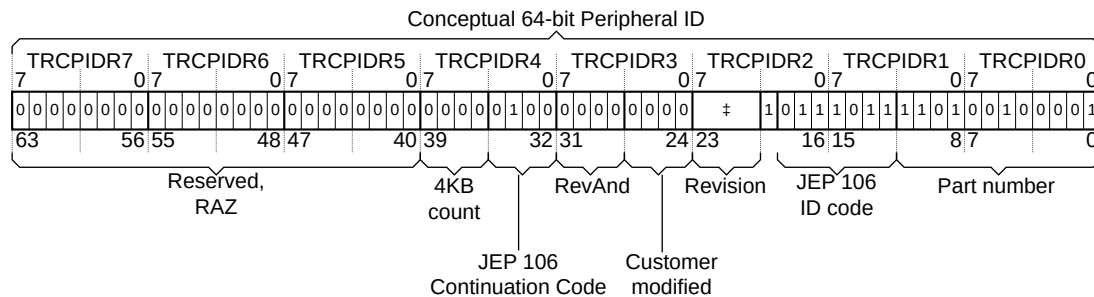 Conceptual 64-bit Peripheral ID
TRCPIDR7 TRCPIDR6 TRCPIDR5 TRCPIDR4 TRCPIDR3 TRCPIDR2 TRCPIDR1 TRCPIDR0
7 0 7 0 7 0 7 0 7 0 7 0 7 0 7 0
0 0 0 0 0 0 0 0 0 0 0 0 0 0 0 0 0 0 0 0 0 0 0 0 0 0 0 0 0 1 0 0 0 0 0 0 0 0 0 0 ‡ 1 0 1 1 1 0 1 1 1 1 0 1 0 0 1 0 0 0 0 1
63 56 55 48 47 40 39 32 31 24 23 16 15 8 7 0
Reserved,
RAZ
4KB
count
RevAnd
Revision
JEP 106
ID code
Part number
JEP 106
Continuation Code
Customer
modified